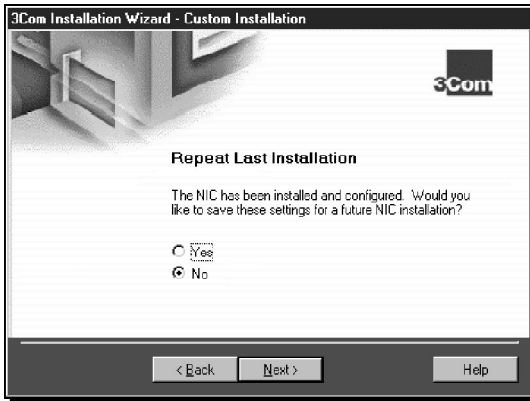 3Com Installation Wizard - Custom Installation
3Com
Repeat Last Installation
The NIC has been installed and configured. Would you
like to save these settings for a future NIC installation?
Yes
No
< Back
Next >
Help